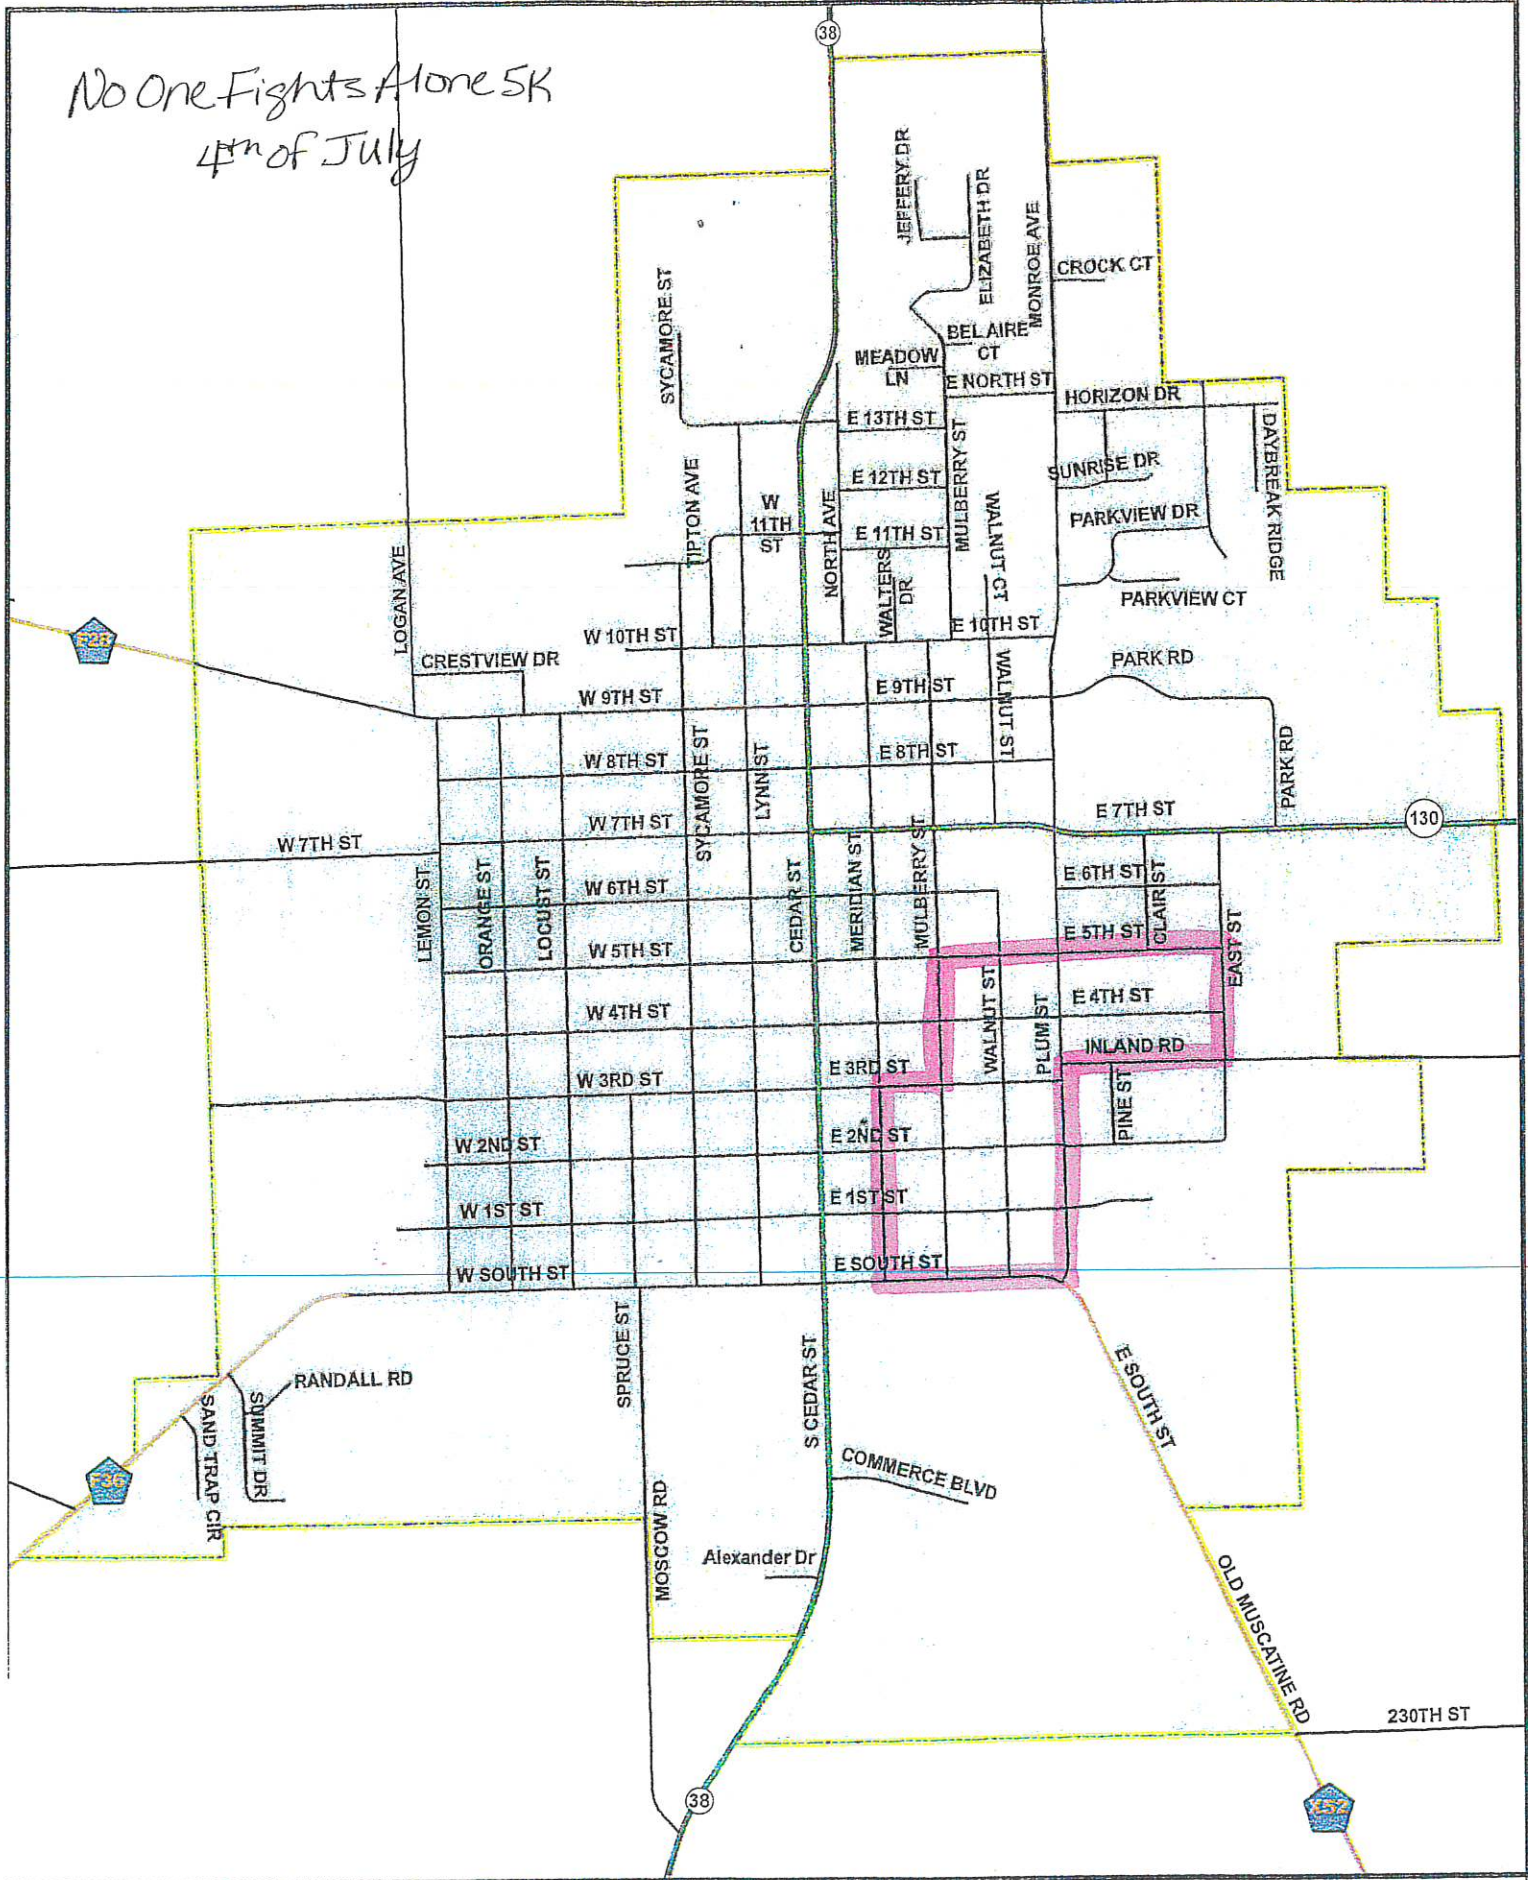 No One Fights Alone 5K
4th of July
38
JEFFERY DR
ELIZABETH DR
MONROE AVE
CROCK CT
SYCAMORE ST
BEL AIRE
CT
MEADOW
LN
E NORTH ST
HORIZON DR
E 13TH ST
MULBERRY ST
DAYBREAK RIDGE
SUNRISE DR
E 12TH ST
TIPTON AVE
W
11TH
ST
NORTH AVE
WALNUT CT
PARKVIEW DR
E 11TH ST
LOGAN AVE
WALTERS
DR
PARKVIEW CT
F28
W 10TH ST
E 10TH ST
CRESTVIEW DR
PARK RD
W 9TH ST
E 9TH ST
WALNUT ST
SYCAMORE ST
LYNN ST
W 8TH ST
E 8TH ST
PARK RD
E 7TH ST
130
W 7TH ST
W 7TH ST
CEDAR ST
MERIDIAN ST
MULBERRY ST
LEMON ST
ORANGE ST
LOCUST ST
W 6TH ST
E 6TH ST
CLAIR ST
W 5TH ST
E 5TH ST
EAST ST
WALNUT ST
PLUM ST
W 4TH ST
E 4TH ST
INLAND RD
E 3RD ST
W 3RD ST
PINE ST
W 2ND ST
E 2ND ST
W 1ST ST
E 1ST ST
W SOUTH ST
E SOUTH ST
SPRUCE ST
S CEDAR ST
E SOUTH ST
RANDALL RD
SAND TRAP CIR
SUMMIT DR
F36
COMMERCE BLVD
MOSCOW RD
Alexander Dr
OLD MUSCATINE RD
230TH ST
38